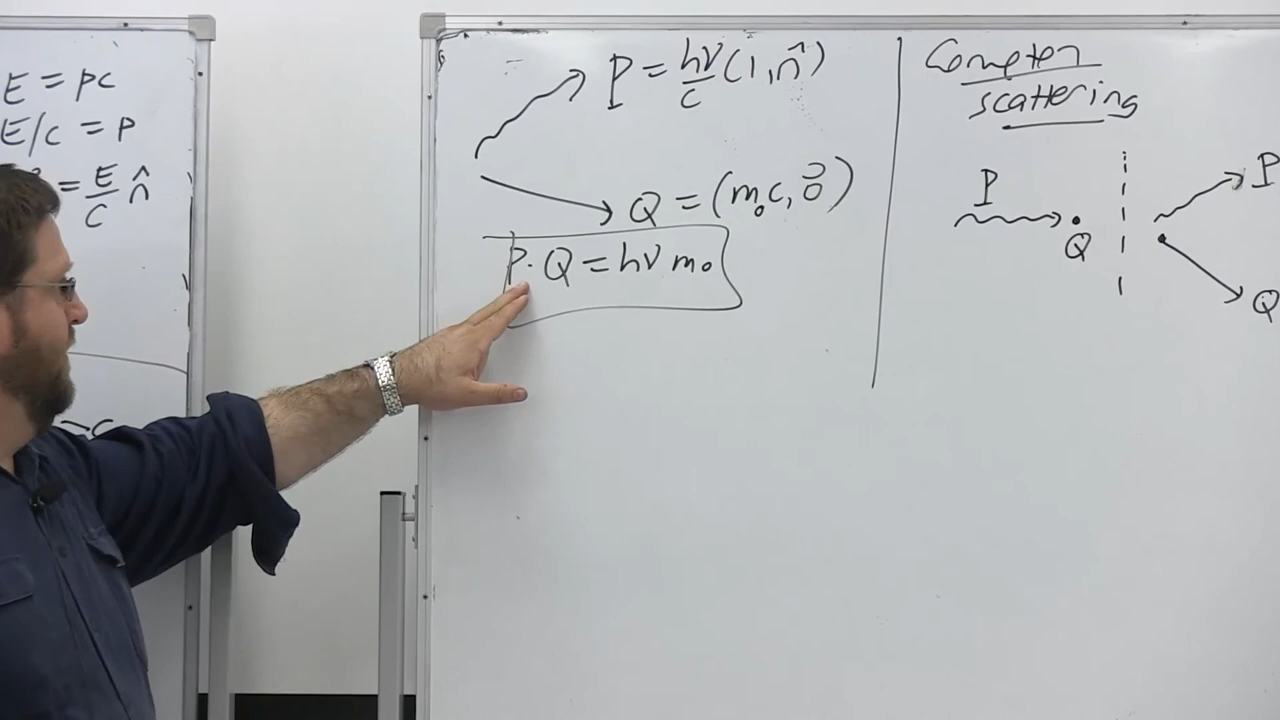 E = pc
E/c = p
= E/c n̂
P = hν/c (1, n̂)
Q = (m₀c, 0⃗)
P · Q = hν m₀
Compton
scattering
P
Q
P
Q